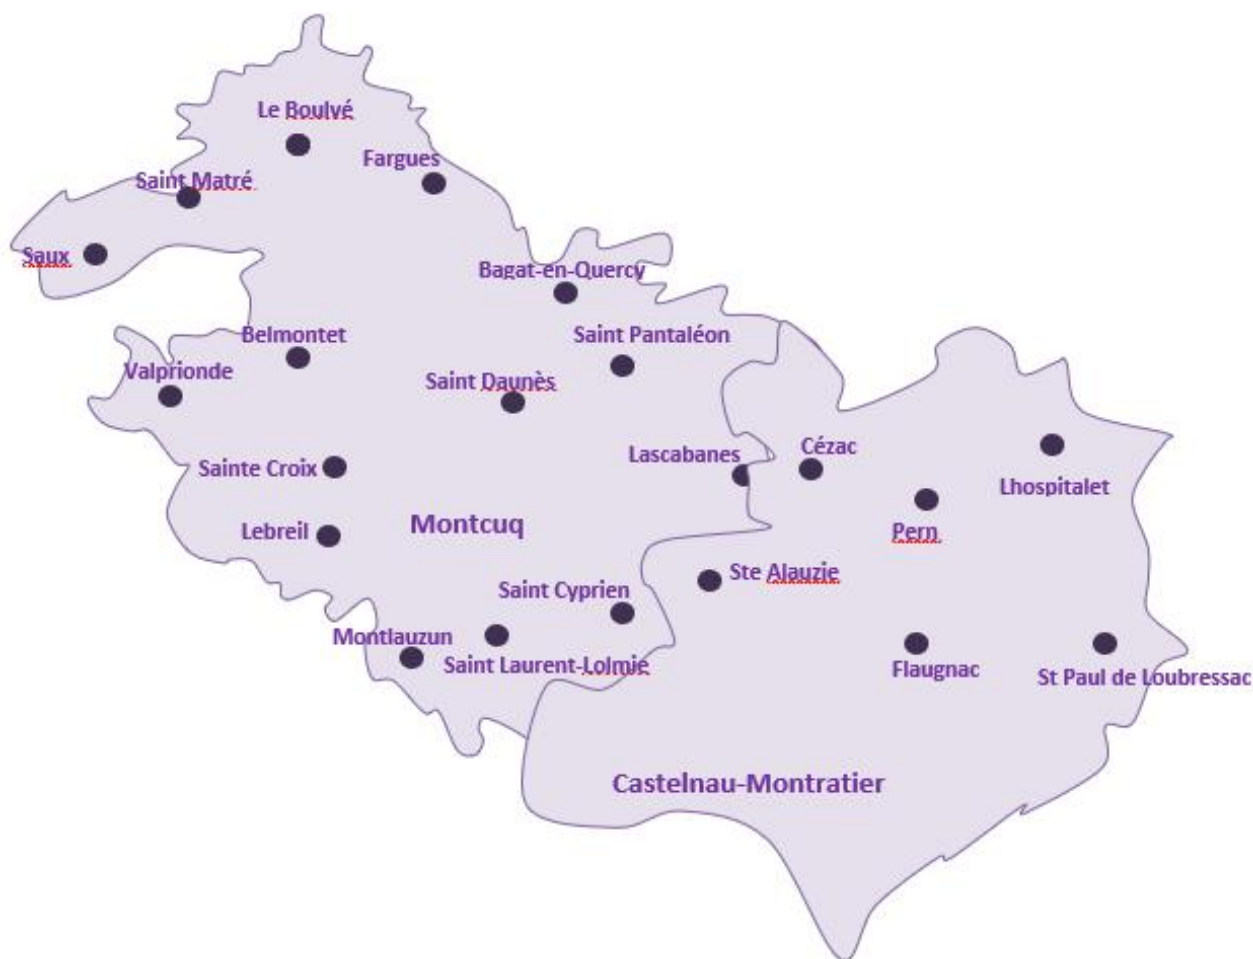 Le Boulvé
Fargues
Saint Matré
Saux
Bagat-en-Quercy
Belmontet
Saint Pantaléon
Valprionde
Saint Daunès
Cézac
Lascabanes
Sainte Croix
Lhospitalet
Montcuq
Lebreil
Pern
Ste Alauzie
Saint Cyprien
Montlauzun
Saint Laurent-Lolmie
Flaugnac
St Paul de Loubressac
Castelnau-Montratier